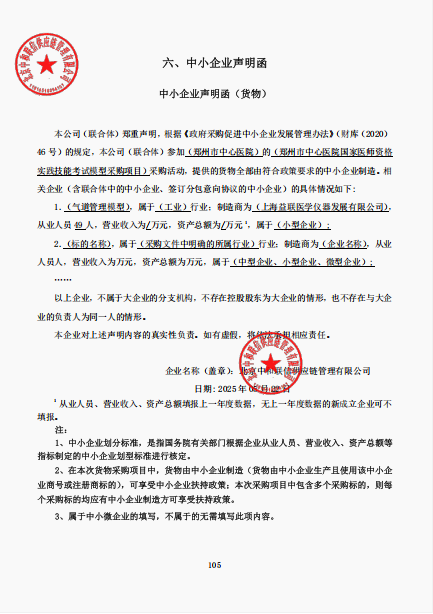 六、中小企业声明函
中小企业声明函（货物）
本公司（联合体）郑重声明，根据《政府采购促进中小企业发展管理办法》（财库（2020）
46 号）的规定，本公司（联合体）参加（郑州市中心医院）的（郑州市中心医院国家医师资格
实践技能考试模型采购项目）采购活动，提供的货物全部由符合政策要求的中小企业制造。相
关企业（含联合体中的中小企业、签订分包意向协议的中小企业）的具体情况如下：
1．（气道管理模型），属于（工业）行业；制造商为（上海益联医学仪器发展有限公司），
从业人员 49 人，营业收入为/万元，资产总额为/万元¹，属于（小型企业）；
2．（标的名称），属于（采购文件中明确的所属行业）行业；制造商为（企业名称），从业
人员人，营业收入为万元，资产总额为万元，属于（中型企业、小型企业、微型企业）；
……
以上企业，不属于大企业的分支机构，不存在控股股东为大企业的情形，也不存在与大企
业的负责人为同一人的情形。
本企业对上述声明内容的真实性负责。如有虚假，将依法承担相应责任。
企业名称（盖章）：北京中和联信供应链管理有限公司
日期：2025年05月22日
¹ 从业人员、营业收入、资产总额填报上一年度数据，无上一年度数据的新成立企业可不
填报。
注：
1、中小企业划分标准，是指国务院有关部门根据企业从业人员、营业收入、资产总额等
指标制定的中小企业划型标准进行核定。
2、在本次货物采购项目中，货物由中小企业制造（货物由中小企业生产且使用该中小企
业商号或注册商标的），可享受中小企业扶持政策；本次采购项目中包含多个采购标的，则每
个采购标的均应有中小企业制造方可享受扶持政策。
3、属于中小微企业的填写，不属于的无需填写此项内容。
105